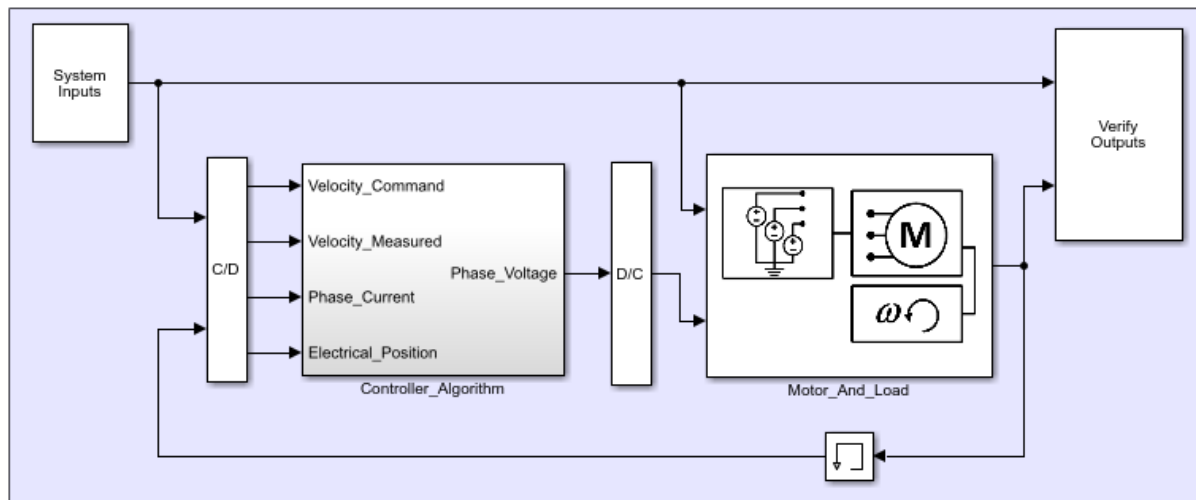 System
Inputs
Verify
Outputs
Velocity_Command
Velocity_Measured
C/D
Phase_Voltage
D/C
Phase_Current
Electrical_Position
Controller_Algorithm
M
ω
Motor_And_Load